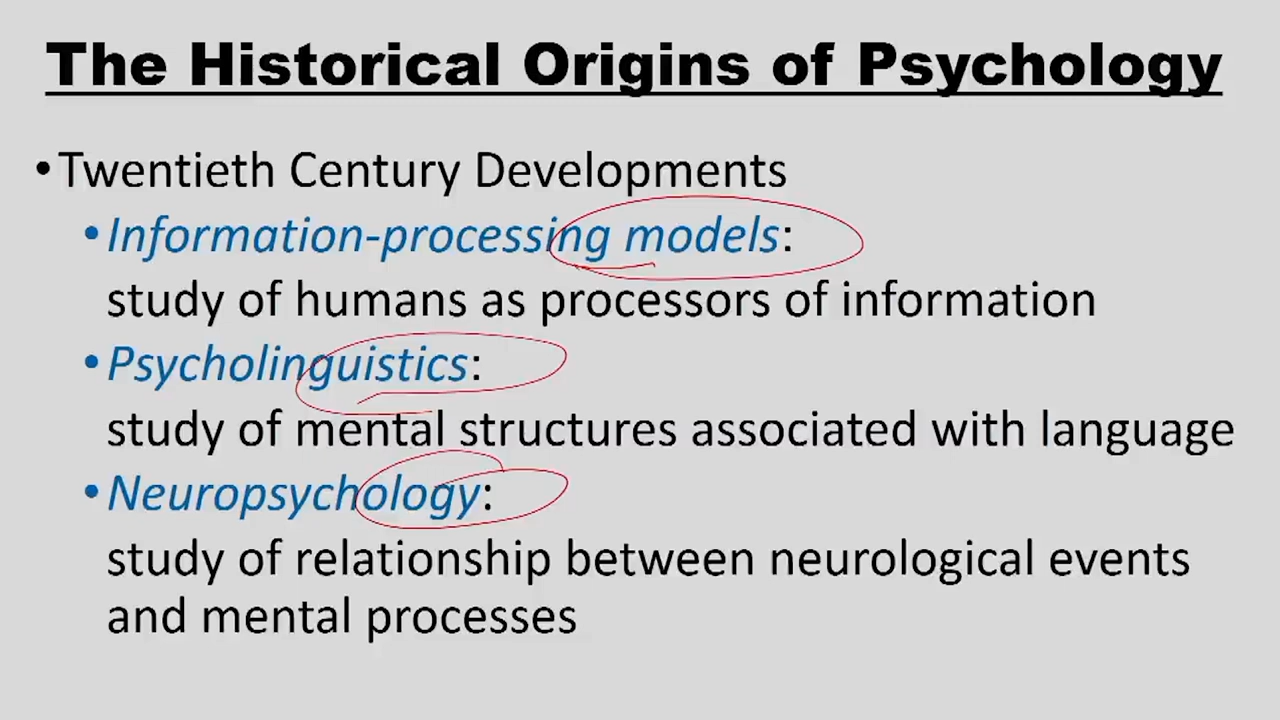 The Historical Origins of Psychology
•Twentieth Century Developments
•Information-processing models:
study of humans as processors of information
•Psycholinguistics:
study of mental structures associated with language
•Neuropsychology:
study of relationship between neurological events
and mental processes